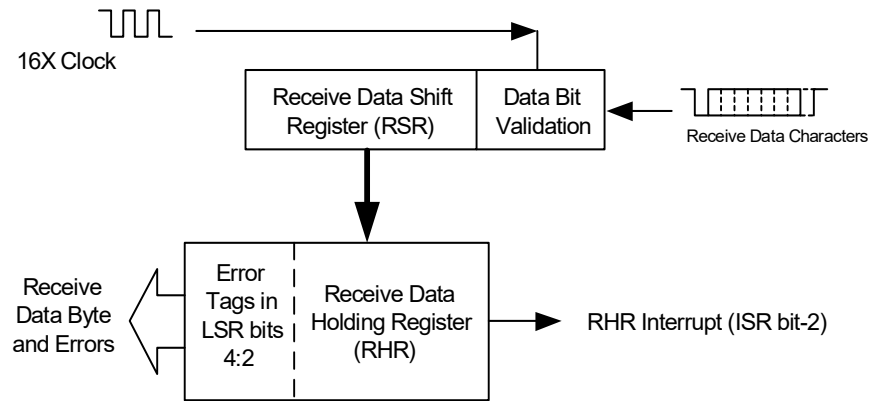 16X Clock
Receive Data Shift
Register (RSR)
Data Bit
Validation
Receive Data Characters
Receive
Data Byte
and Errors
Error
Tags in
LSR bits
4:2
Receive Data
Holding Register
(RHR)
RHR Interrupt (ISR bit-2)